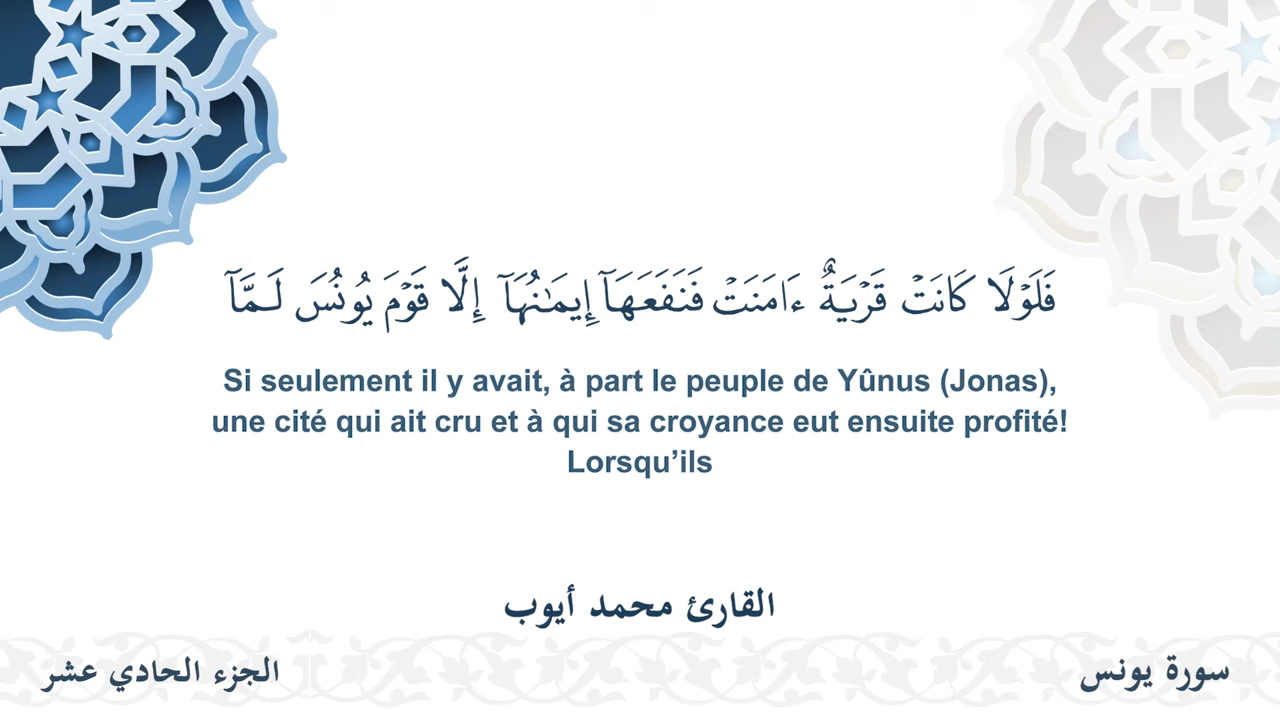 فَلَوْلَا كَانَتْ قَرْيَةٌ ءَامَنَتْ فَنَفَعَهَآ إِيمَـٰنُهَآ إِلَّا قَوْمَ يُونُسَ لَمَّآ
Si seulement il y avait, à part le peuple de Yûnus (Jonas),
une cité qui ait cru et à qui sa croyance eut ensuite profité!
Lorsqu’ils
القارئ محمد أيوب
سورة يونس
الجزء الحادي عشر